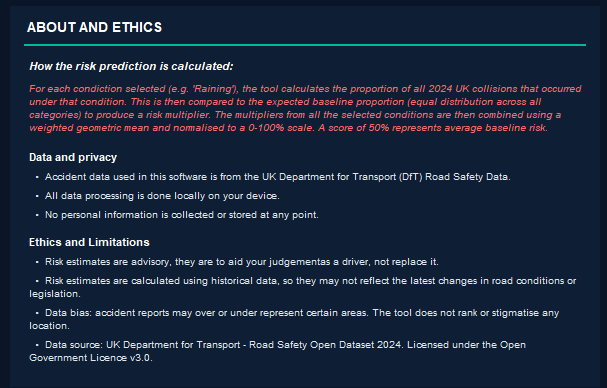 ABOUT AND ETHICS
How the risk prediction is calculated:
For each condiction selected (e.g. 'Raining'), the tool calculates the proportion of all 2024 UK collisions that occurred
under that condition. This is then compared to the expected baseline proportion (equal distribution across all
categories) to produce a risk multiplier. The multipliers from all the selected conditions are then combined using a
weighted geometric mean and normalised to a 0-100% scale. A score of 50% represents average baseline risk.
Data and privacy
• Accident data used in this software is from the UK Department for Transport (DfT) Road Safety Data.
• All data processing is done locally on your device.
• No personal information is collected or stored at any point.
Ethics and Limitations
• Risk estimates are advisory, they are to aid your judgementas a driver, not replace it.
• Risk estimates are calculated using historical data, so they may not reflect the latest changes in road conditions or
legislation.
• Data bias: accident reports may over or under represent certain areas. The tool does not rank or stigmatise any
location.
• Data source: UK Department for Transport - Road Safety Open Dataset 2024. Licensed under the Open
Government Licence v3.0.